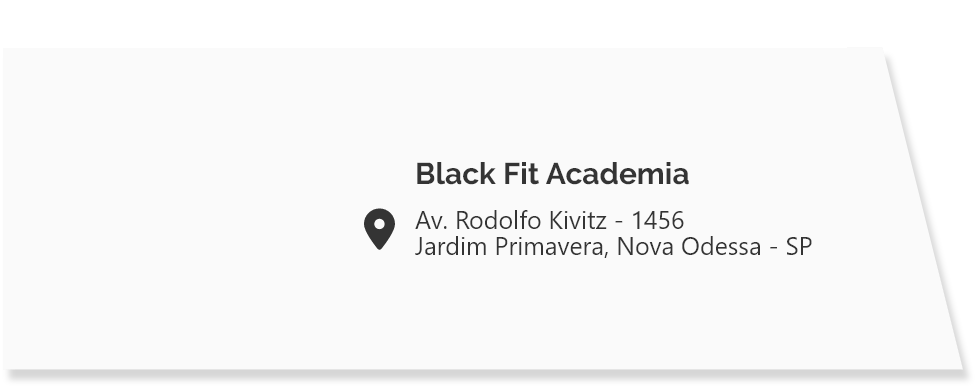 Black Fit Academia
Av. Rodolfo Kivitz - 1456
Jardim Primavera, Nova Odessa - SP